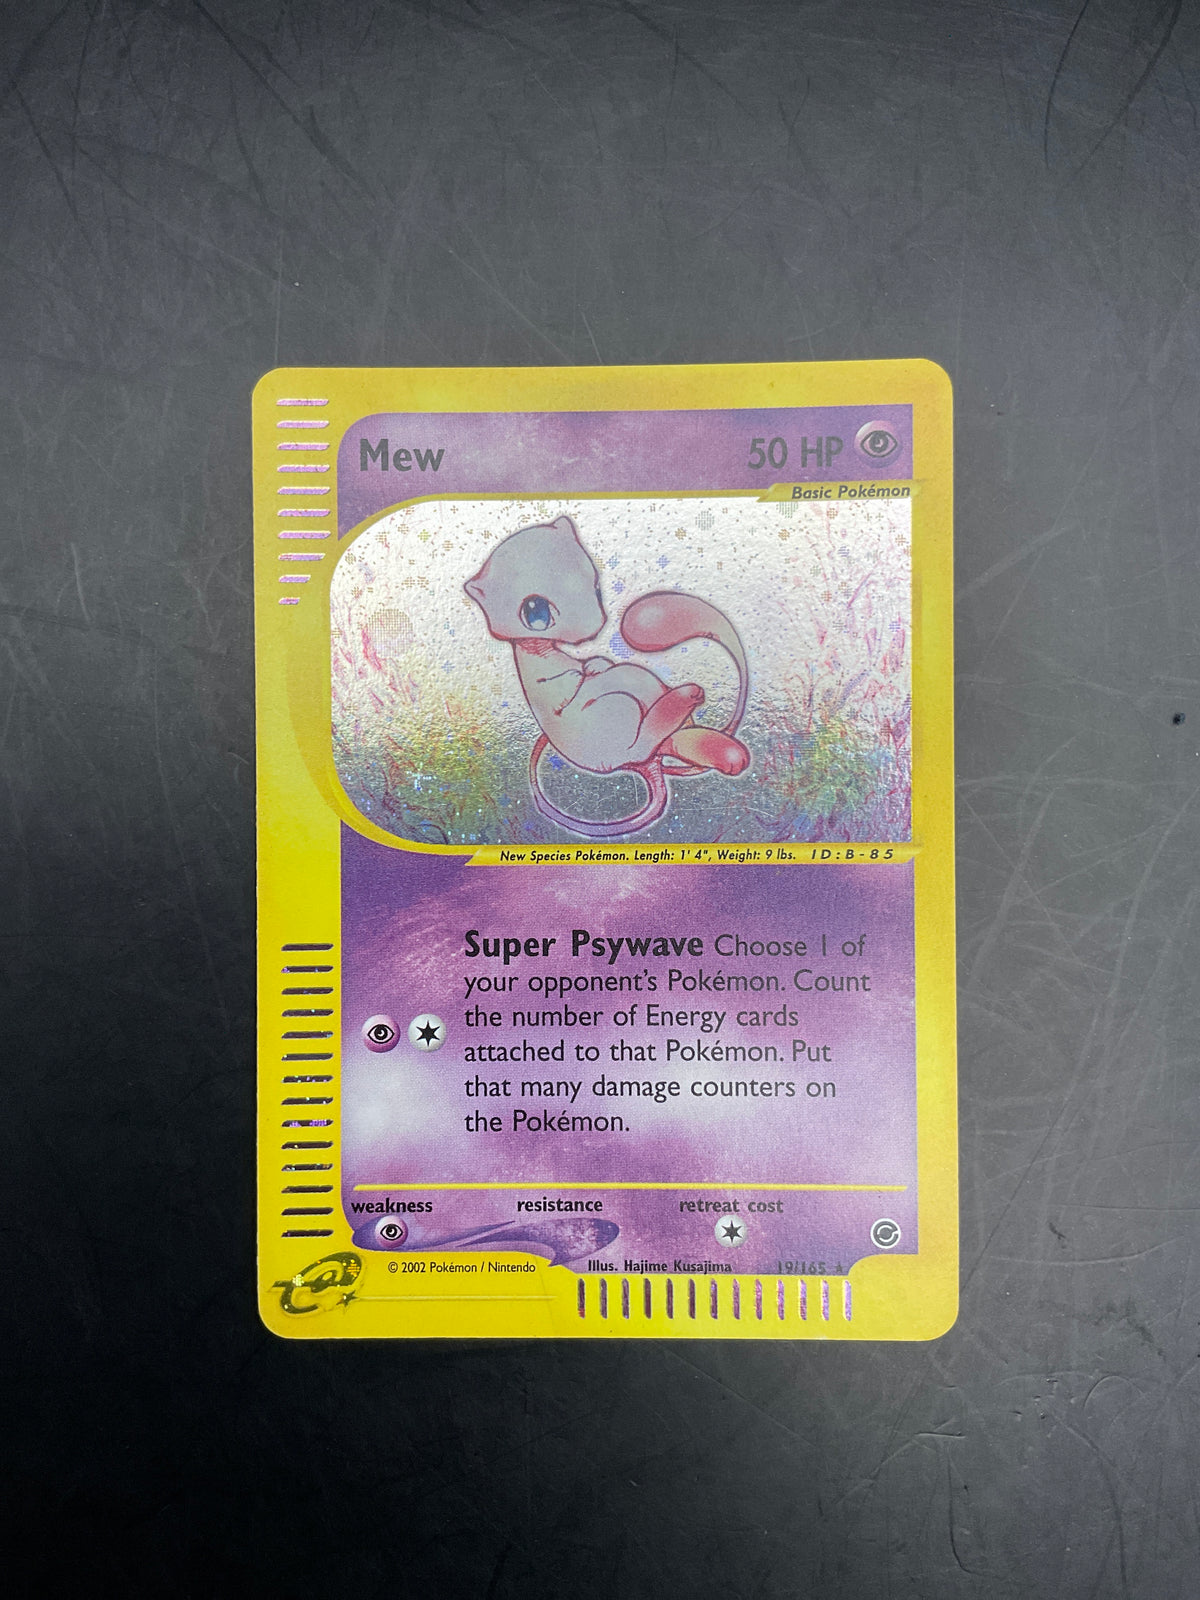 Mew 50 HP
Basic Pokémon
New Species Pokémon. Length: 1' 4", Weight: 9 lbs. ID:B-85
Super Psywave Choose 1 of
your opponent's Pokémon. Count
the number of Energy cards
attached to that Pokémon. Put
that many damage counters on
the Pokémon.
weakness resistance retreat cost
© 2002 Pokémon / Nintendo Illus. Hajime Kusajima 19/165 ★